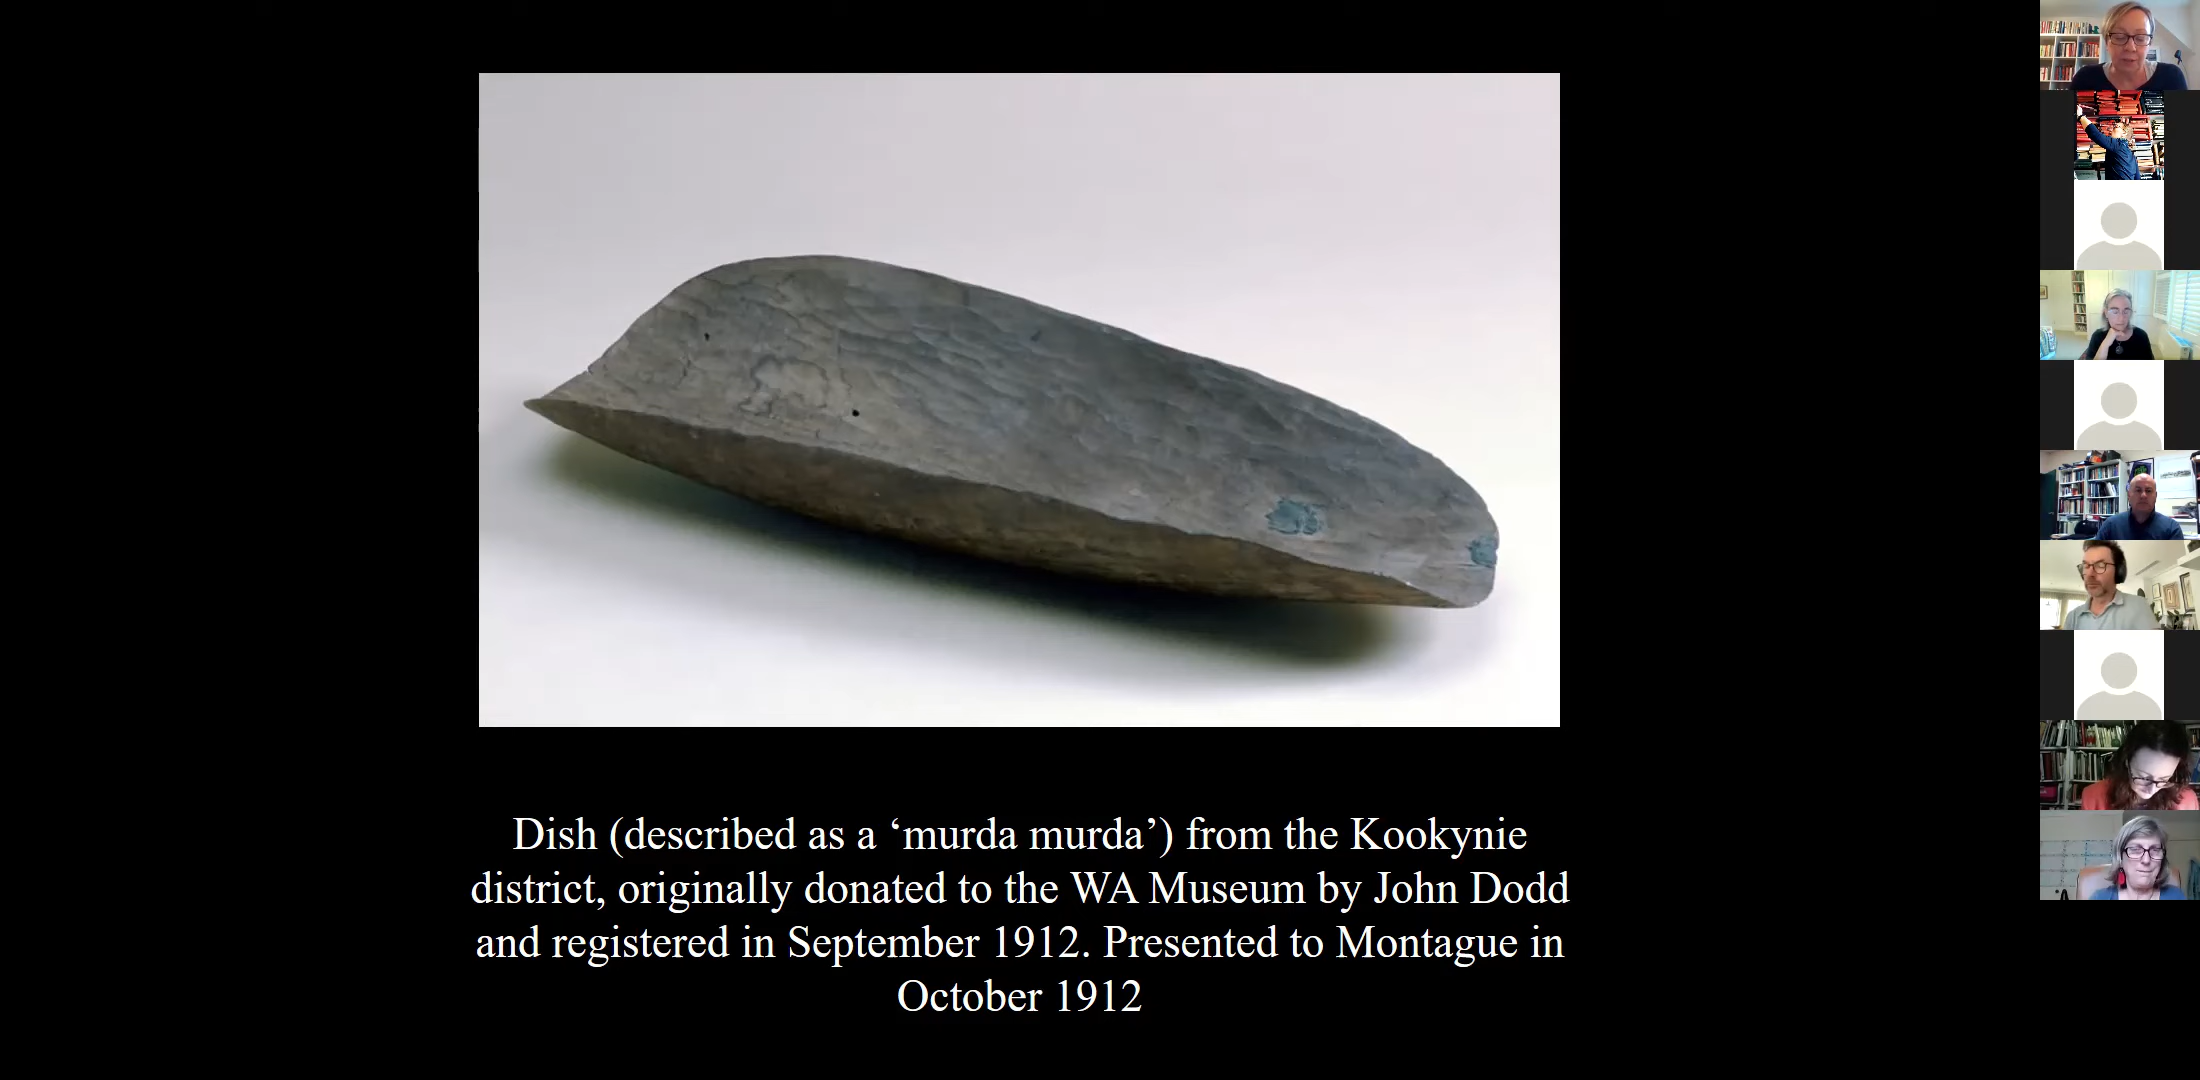 Dish (described as a ‘murda murda’) from the Kookynie
district, originally donated to the WA Museum by John Dodd
and registered in September 1912. Presented to Montague in
October 1912